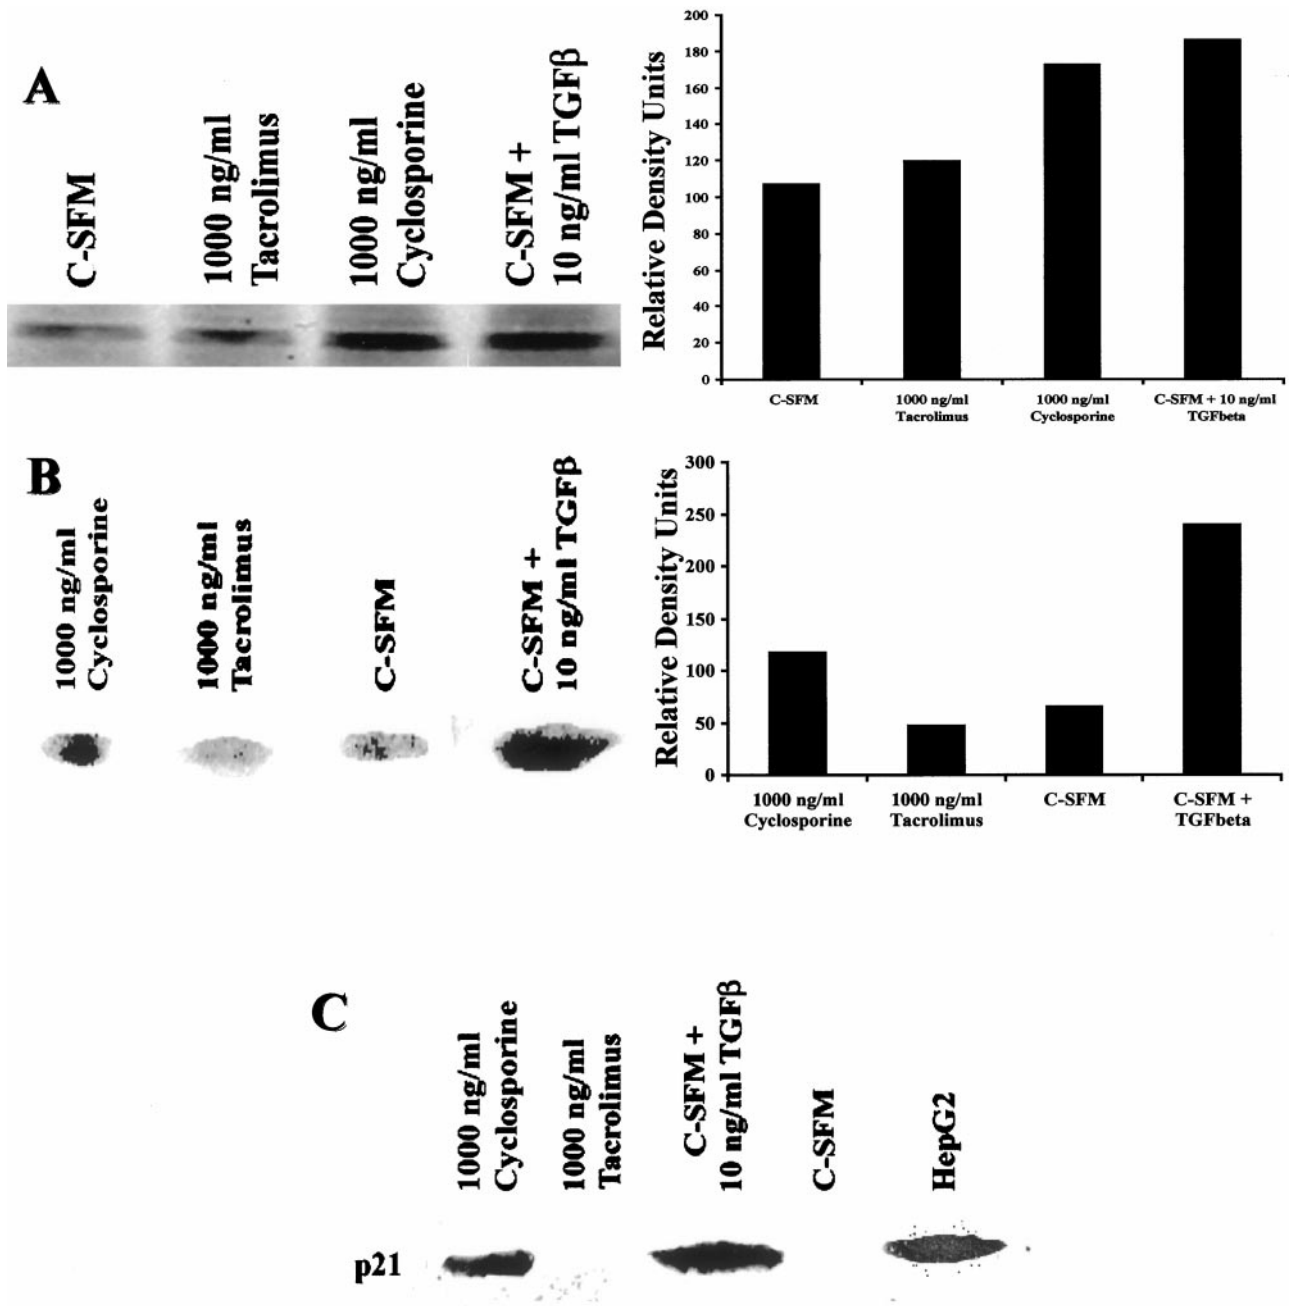 A
C-SFM
1000 ng/ml
Tacrolimus
1000 ng/ml
Cyclosporine
C-SFM +
10 ng/ml TGFβ
Relative Density Units
200
180
160
140
120
100
80
60
40
20
0
C-SFM
1000 ng/ml
Tacrolimus
1000 ng/ml
Cyclosporine
C-SFM + 10 ng/ml
TGFbeta
B
1000 ng/ml
Cyclosporine
1000 ng/ml
Tacrolimus
C-SFM
C-SFM +
10 ng/ml TGFβ
Relative Density Units
300
250
200
150
100
50
0
1000 ng/ml
Cyclosporine
1000 ng/ml
Tacrolimus
C-SFM
C-SFM +
TGFbeta
C
1000 ng/ml
Cyclosporine
1000 ng/ml
Tacrolimus
C-SFM +
10 ng/ml TGFβ
C-SFM
HepG2
p21